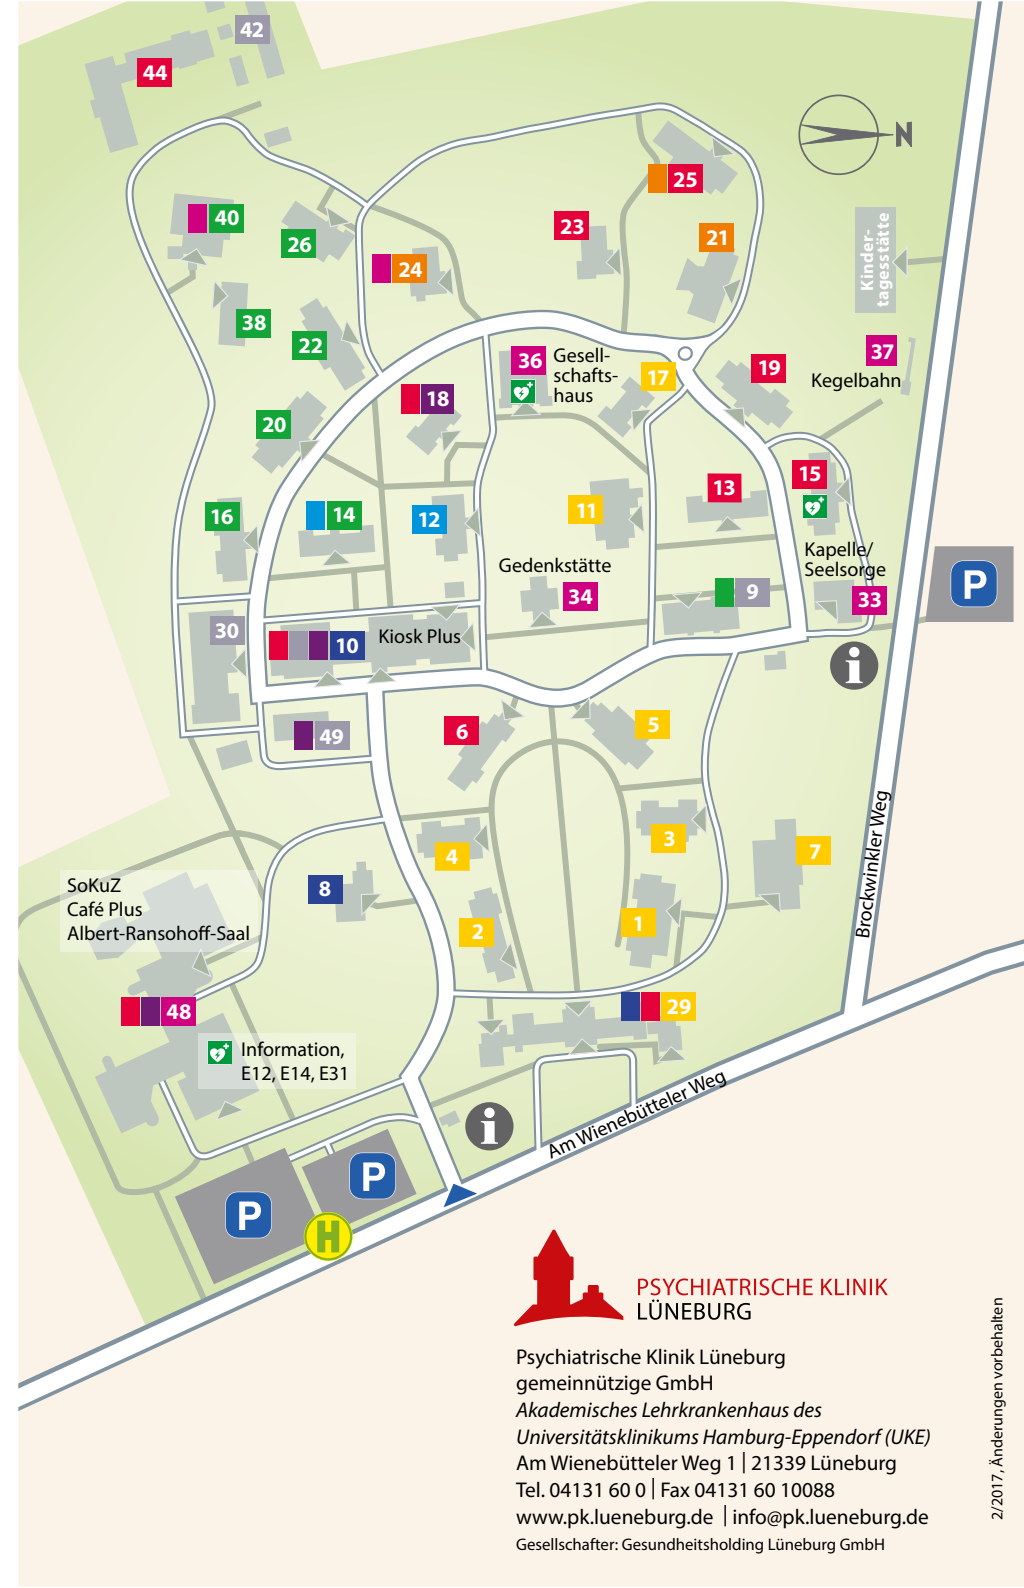 42
44
N
25
40
23
26
21
24
Kinder-
tagesstätte
38
22
36
Gesell-
schafts-
haus
37
17
19
Kegelbahn
18
20
15
13
16
14
12
11
Kapelle/
Seelsorge
Gedenkstätte
P
34
9
33
30
10
Kiosk Plus
i
49
6
5
3
4
7
Brockwinkler Weg
SoKuZ
Café Plus
Albert-Ransohoff-Saal
8
2
1
48
29
Information,
E12, E14, E31
i
Am Wienebütteler Weg
P
P
H
PSYCHIATRISCHE KLINIK
LÜNEBURG
Psychiatrische Klinik Lüneburg
gemeinnützige GmbH
Akademisches Lehrkrankenhaus des
Universitätsklinikums Hamburg-Eppendorf (UKE)
Am Wienebütteler Weg 1 | 21339 Lüneburg
Tel. 04131 60 0 | Fax 04131 60 10088
www.pk.lueneburg.de | info@pk.lueneburg.de
Gesellschafter: Gesundheitsholding Lüneburg GmbH
2/2017, Änderungen vorbehalten